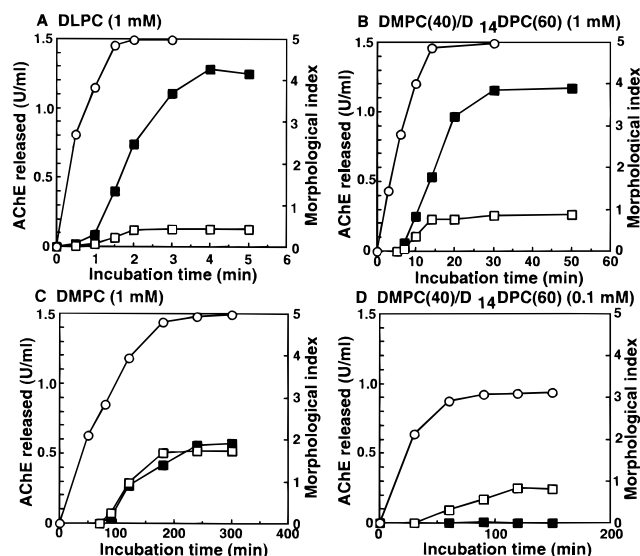 A DLPC (1 mM)
AChE released (U/ml)
1.5
1.0
0.5
0
5
4
3
2
1
0
Morphological index
0 1 2 3 4 5 6
Incubation time (min)
B DMPC(40)/D 14DPC(60) (1 mM)
AChE released (U/ml)
1.5
1.0
0.5
0
5
4
3
2
1
0
Morphological index
0 10 20 30 40 50 60
Incubation time (min)
C DMPC (1 mM)
AChE released (U/ml)
1.5
1.0
0.5
0
5
4
3
2
1
0
Morphological index
0 100 200 300 400
Incubation time (min)
D DMPC(40)/D 14DPC(60) (0.1 mM)
AChE released (U/ml)
1.5
1.0
0.5
0
5
4
3
2
1
0
Morphological index
0 50 100 150 200
Incubation time (min)